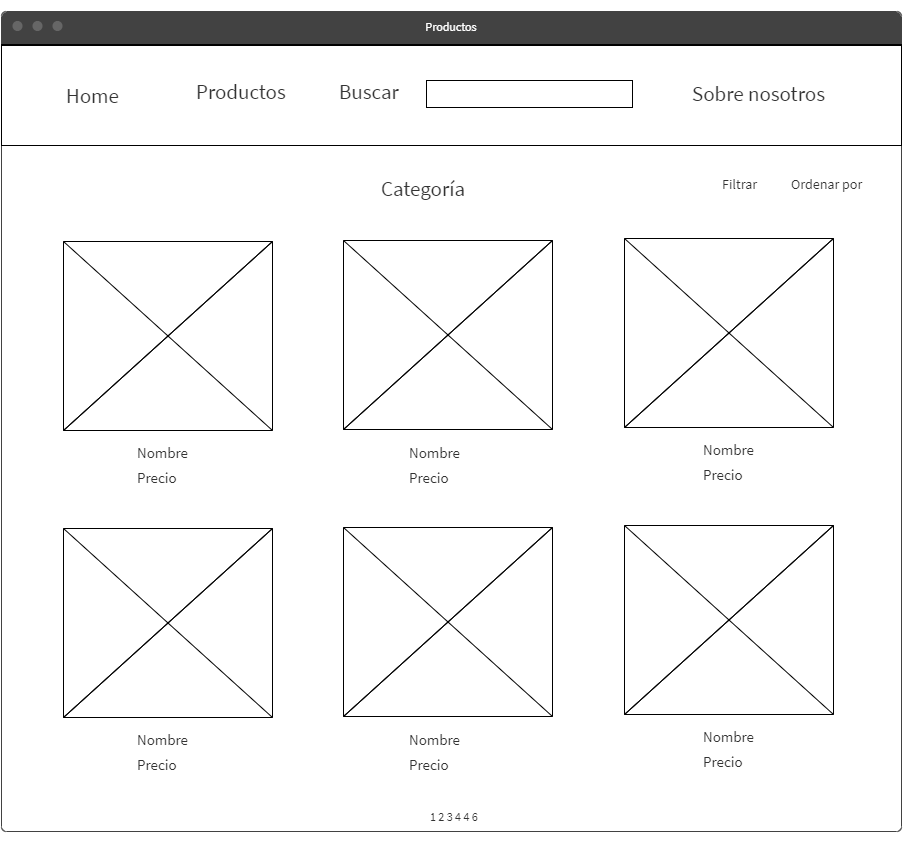 Productos
Home Productos Buscar Sobre nosotros
Categoría Filtrar Ordenar por
Nombre Nombre Nombre
Precio Precio Precio
Nombre Nombre Nombre
Precio Precio Precio
1 2 3 4 4 6